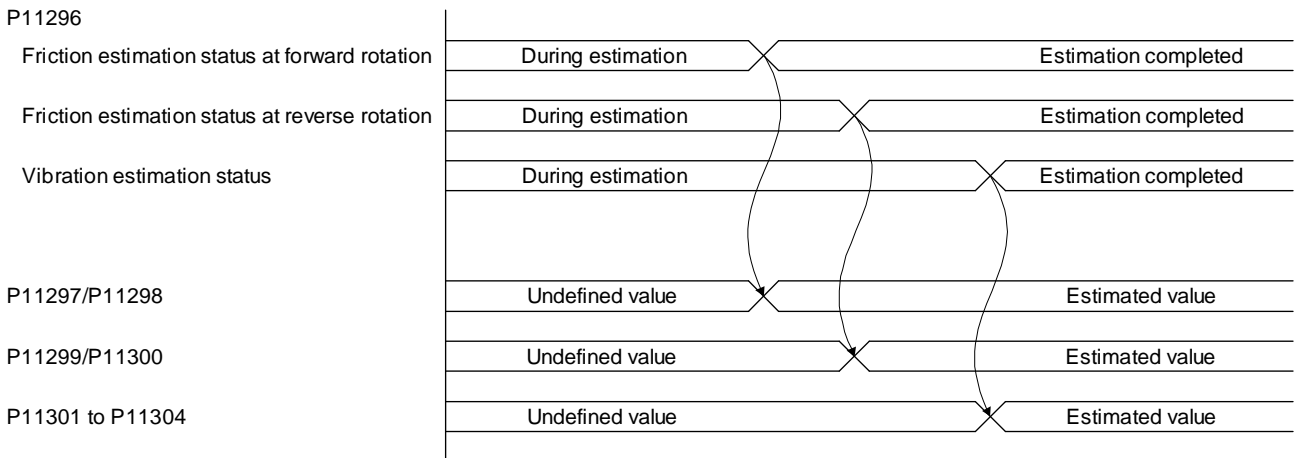 P11296
Friction estimation status at forward rotation During estimation Estimation completed
Friction estimation status at reverse rotation During estimation Estimation completed
Vibration estimation status During estimation Estimation completed
P11297/P11298 Undefined value Estimated value
P11299/P11300 Undefined value Estimated value
P11301 to P11304 Undefined value Estimated value